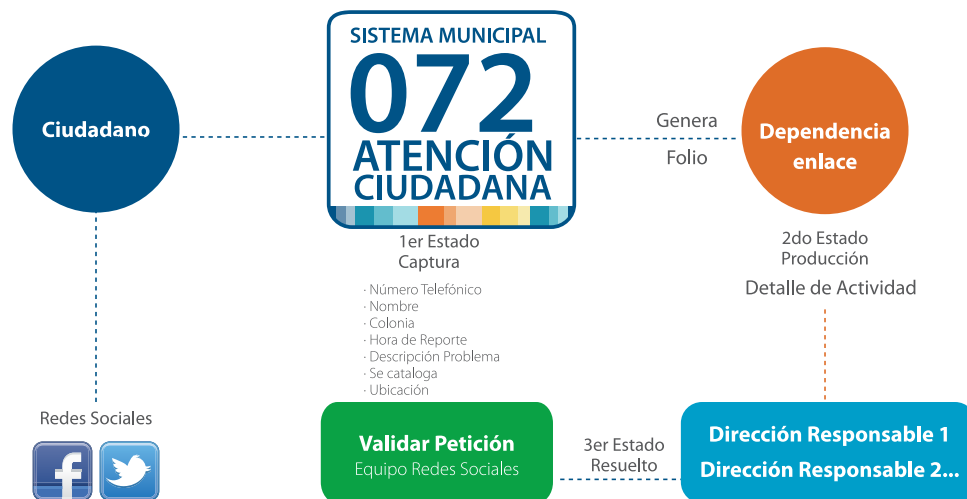 Ciudadano
SISTEMA MUNICIPAL
072
ATENCIÓN
CIUDADANA
Genera
Folio
Dependencia
enlace
1er Estado
Captura
· Número Telefónico
· Nombre
· Colonia
· Hora de Reporte
· Descripción Problema
· Se cataloga
· Ubicación
2do Estado
Producción
Detalle de Actividad
Redes Sociales
f
Validar Petición
Equipo Redes Sociales
3er Estado
Resuelto
Dirección Responsable 1
Dirección Responsable 2...